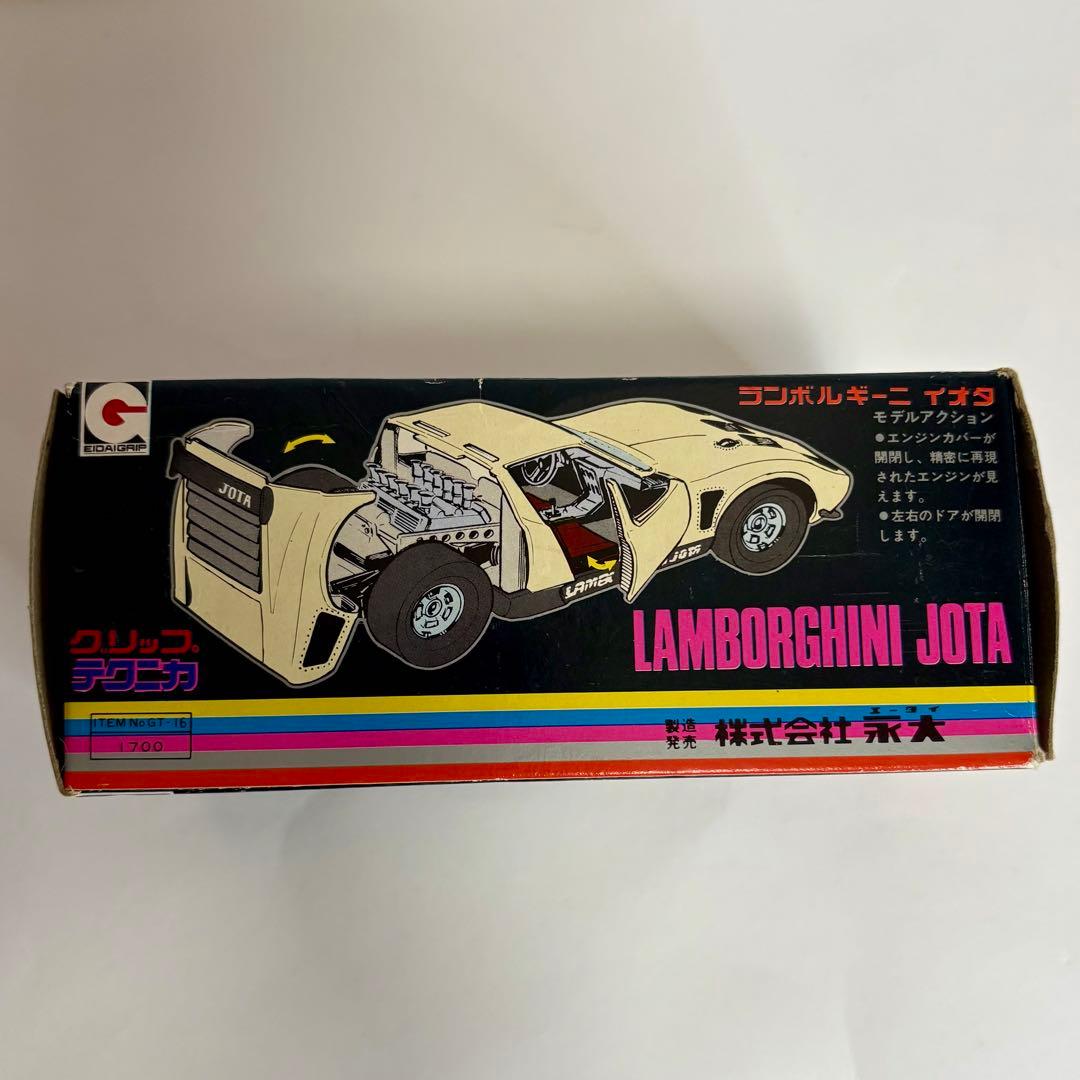 EIDAIGRIP
ランボルギーニ イオタ
モデルアクション
●エンジンカバーが
開閉し、精密に再現
されたエンジンが見
えます。
●左右のドアが開閉
します。
JOTA
JOTA
LAMBORGHINI JOTA
グリップ
テクニカ
ITEM No GT-16
1700
製造
発売
エーダイ
株式会社 永大